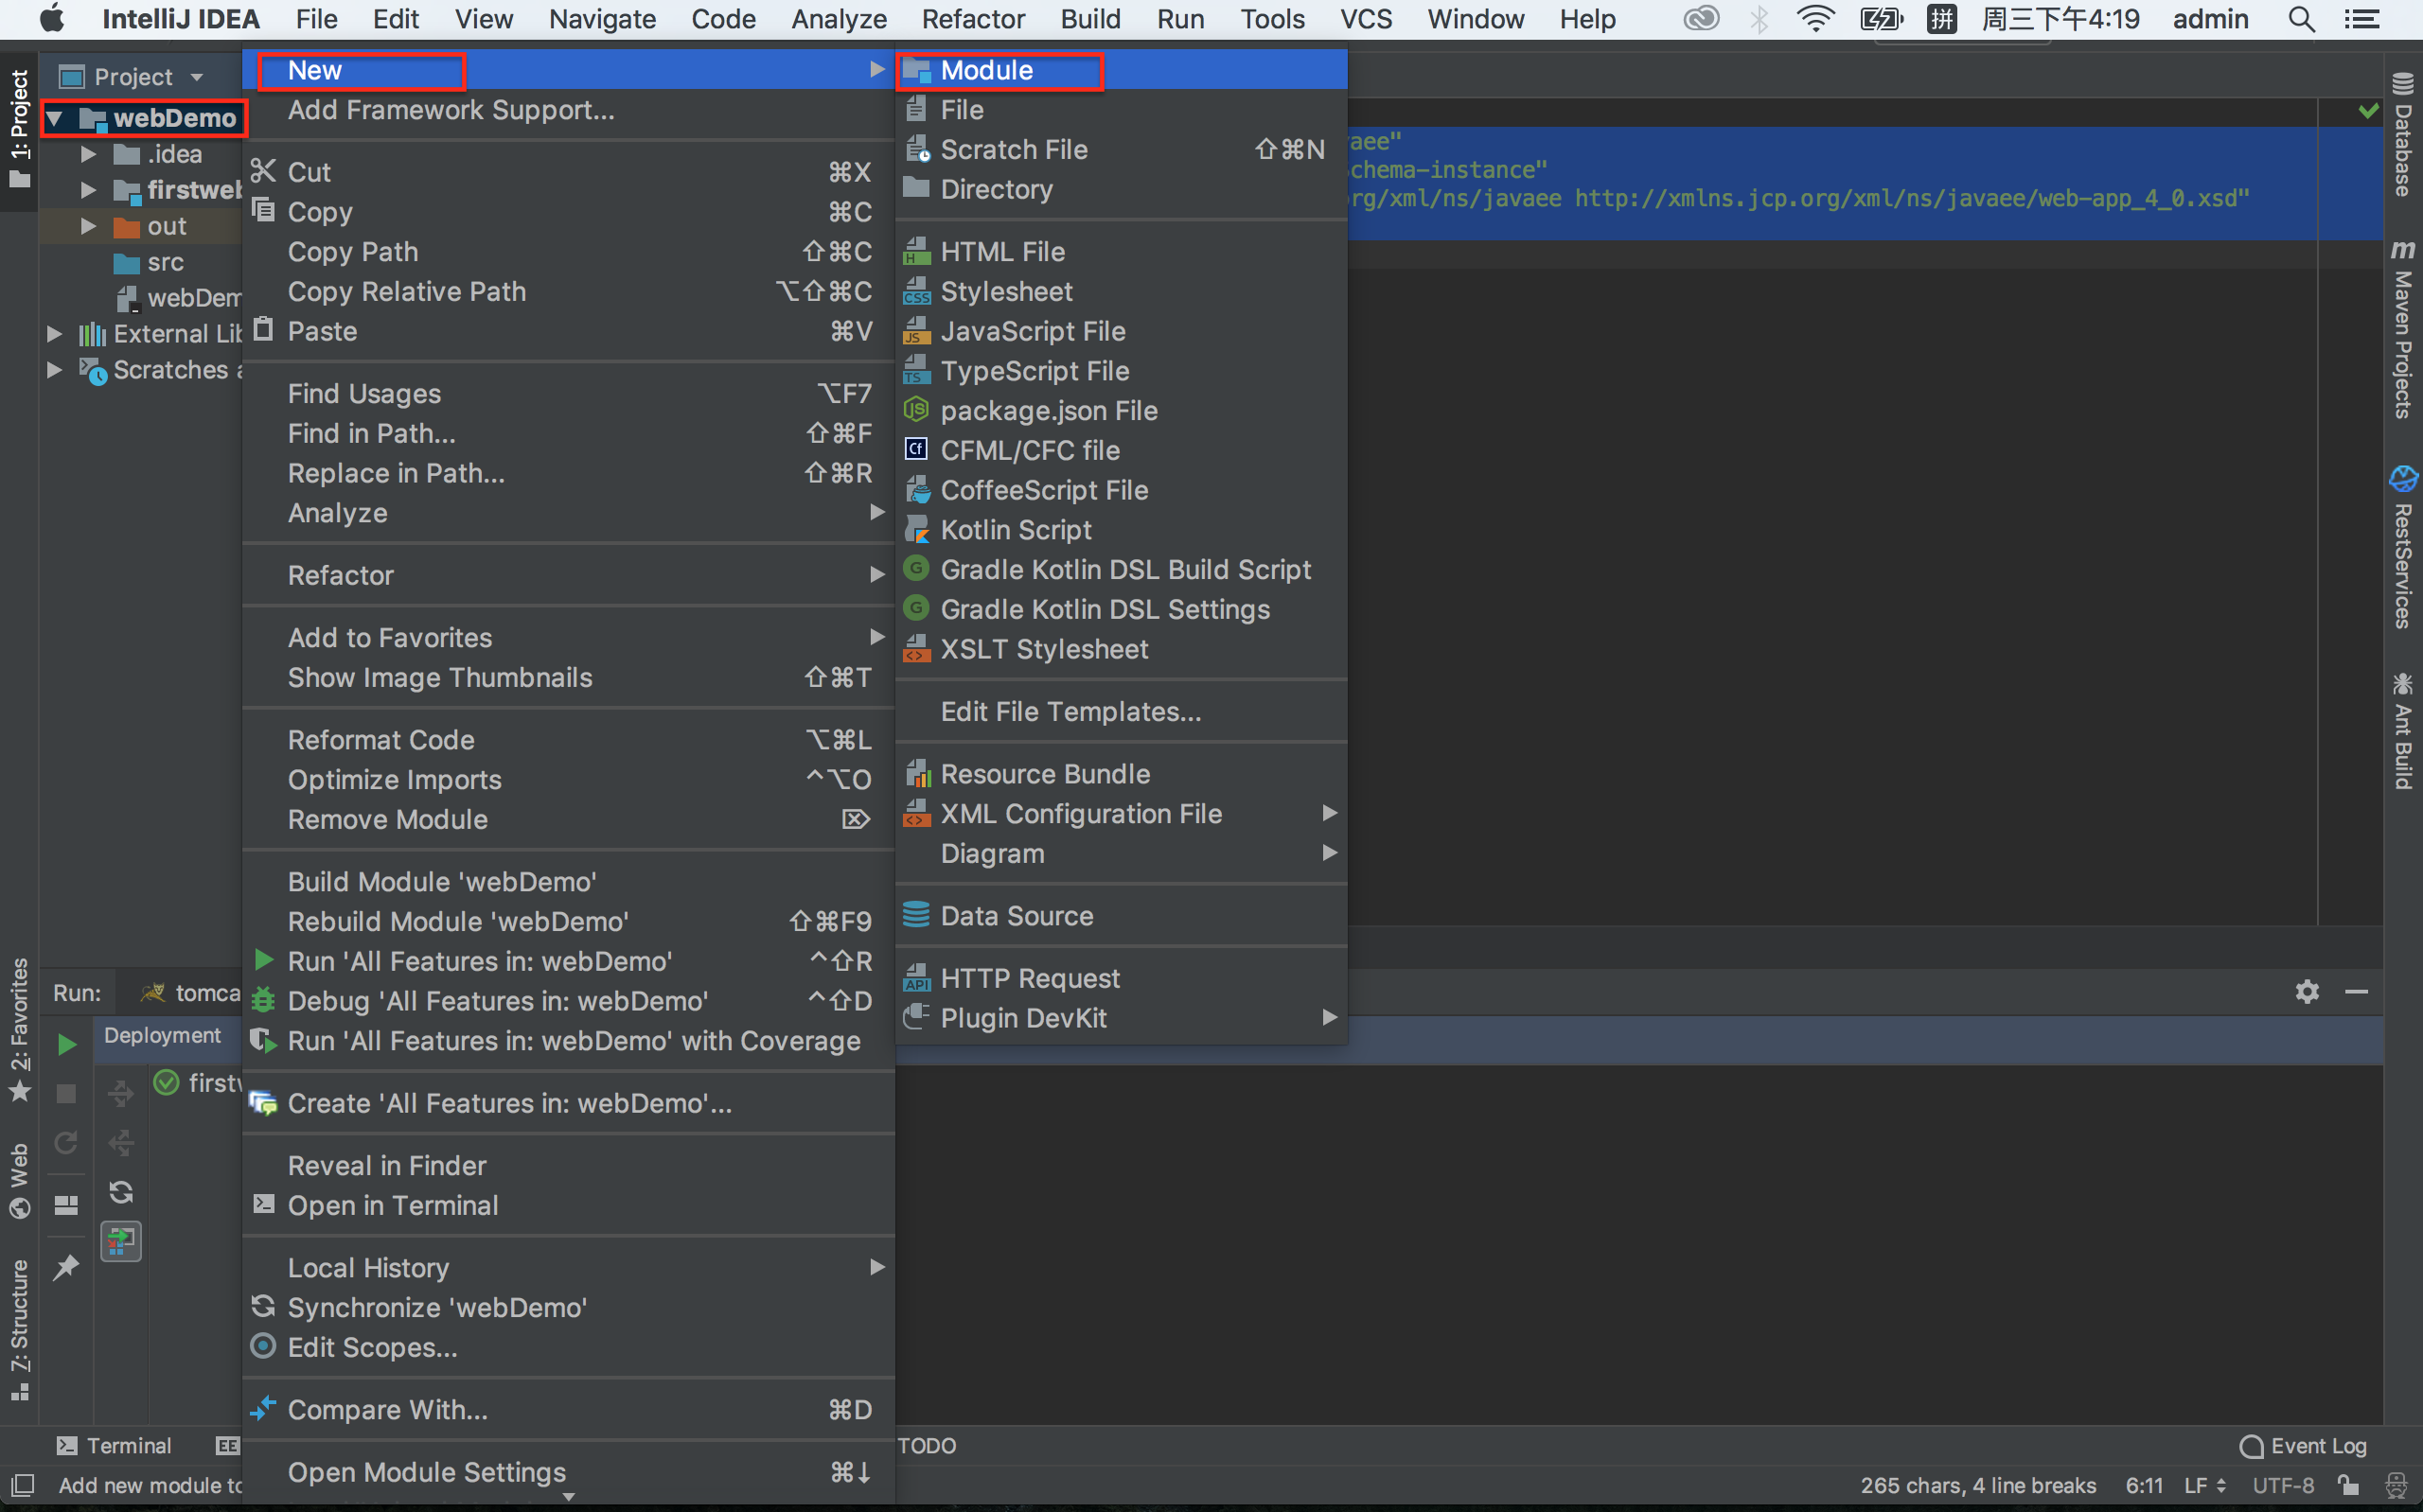 IntelliJ IDEA File Edit View Navigate Code Analyze Refactor Build Run Tools VCS Window Help 拼 周三下午4:19 admin
1: Project
2: Favorites
Web
7: Structure
Project
webDemo
.idea
firstweb
out
src
webDem
External Lib
Scratches a
New
Add Framework Support...
Cut ⌘X
Copy ⌘C
Copy Path ⇧⌘C
Copy Relative Path ⌥⇧⌘C
Paste ⌘V
Find Usages ⌥F7
Find in Path... ⇧⌘F
Replace in Path... ⇧⌘R
Analyze
Refactor
Add to Favorites
Show Image Thumbnails ⇧⌘T
Reformat Code ⌥⌘L
Optimize Imports ^⌥O
Remove Module ⌦
Build Module 'webDemo'
Rebuild Module 'webDemo' ⇧⌘F9
Run 'All Features in: webDemo' ^⇧R
Debug 'All Features in: webDemo' ^⇧D
Run 'All Features in: webDemo' with Coverage
Create 'All Features in: webDemo'...
Reveal in Finder
Open in Terminal
Local History
Synchronize 'webDemo'
Edit Scopes...
Compare With... ⌘D
Open Module Settings ⌘↓
Module
File
Scratch File ⇧⌘N
Directory
HTML File
Stylesheet
JavaScript File
TypeScript File
package.json File
CFML/CFC file
CoffeeScript File
Kotlin Script
Gradle Kotlin DSL Build Script
Gradle Kotlin DSL Settings
XSLT Stylesheet
Edit File Templates...
Resource Bundle
XML Configuration File
Diagram
Data Source
HTTP Request
Plugin DevKit
vaee"
chema-instance"
rg/xml/ns/javaee http://xmlns.jcp.org/xml/ns/javaee/web-app_4_0.xsd"
Database
Maven Projects
RestServices
Ant Build
Run: tomca
Deployment
firstw
Terminal
TODO
Event Log
Add new module to
265 chars, 4 line breaks 6:11 LF UTF-8